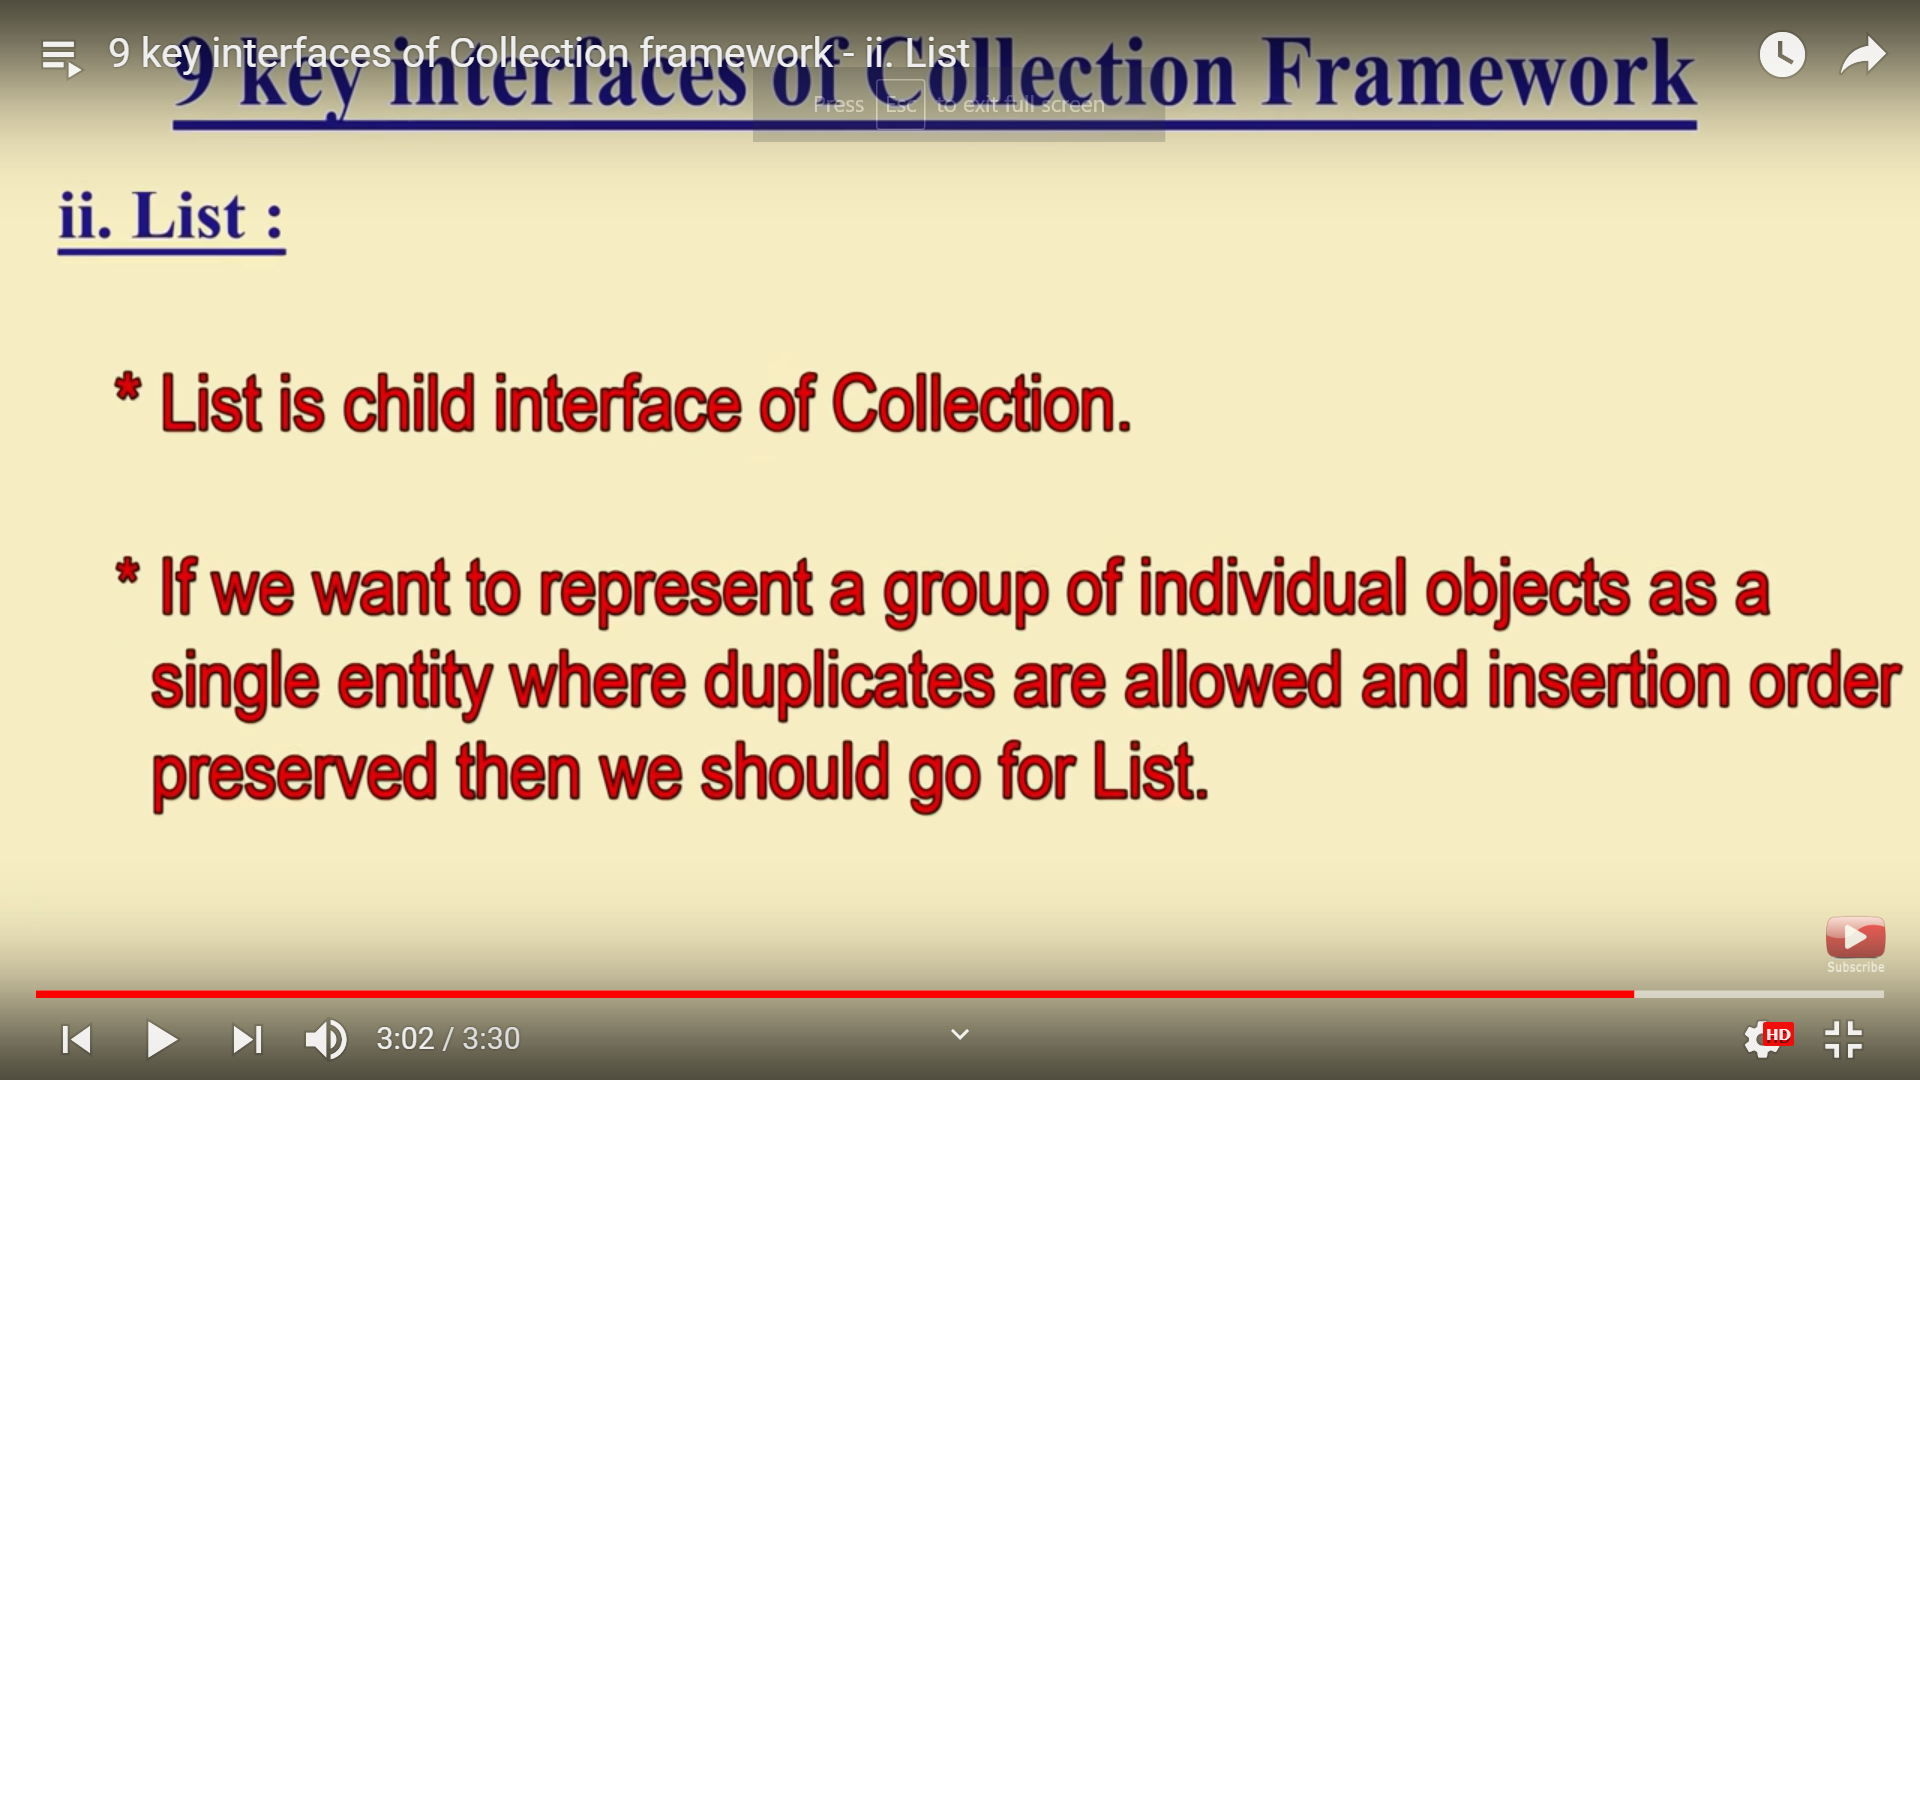 9 key interfaces of Collection framework - ii. List
9 key interfaces of Collection Framework
Press Esc to exit full screen
ii. List :
* List is child interface of Collection.
* If we want to represent a group of individual objects as a
single entity where duplicates are allowed and insertion order
preserved then we should go for List.
Subscribe
3:02 / 3:30
HD